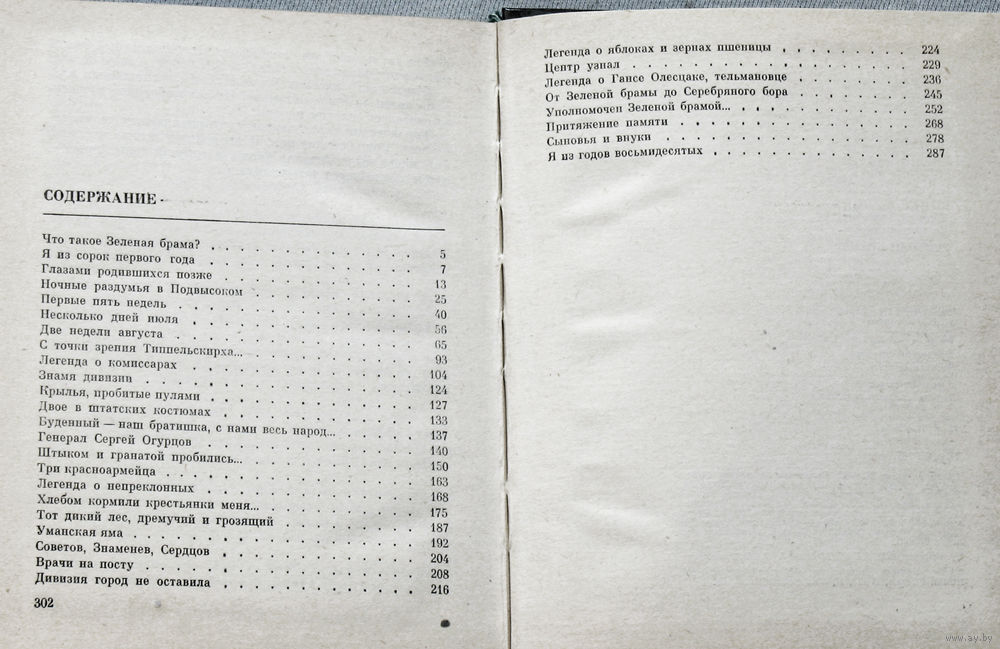 СОДЕРЖАНИЕ
Что такое Зеленая брама? . . . . . . . . . . 5
Я из сорок первого года . . . . . . . . . . 7
Глазами родившихся позже . . . . . . . . . . 13
Ночные раздумья в Подвысоком . . . . . . . . . . 25
Первые пять недель . . . . . . . . . . 40
Несколько дней июля . . . . . . . . . . 56
Две недели августа . . . . . . . . . . 65
С точки зрения Типпельскирха... . . . . . . . . . . 93
Легенда о комиссарах . . . . . . . . . . 104
Знамя дивизии . . . . . . . . . . 124
Крылья, пробитые пулями . . . . . . . . . . 127
Двое в штатских костюмах . . . . . . . . . . 133
Буденный — наш братишка, с нами весь народ... . . . . 137
Генерал Сергей Огурцов . . . . . . . . . . 140
Штыком и гранатой пробились... . . . . . . . . . . 150
Три красноармейца . . . . . . . . . . 163
Легенда о непреклонных . . . . . . . . . . 168
Хлебом кормили крестьянки меня... . . . . . . . . 175
Тот дикий лес, дремучий и грозящий . . . . . . . 187
Уманская яма . . . . . . . . . . 192
Советов, Знаменев, Сердцов . . . . . . . . . . 204
Врачи на посту . . . . . . . . . . 208
Дивизия город не оставила . . . . . . . . . . 216
302
Легенда о яблоках и зернах пшеницы . . . . . . . 224
Центр узнал . . . . . . . . . . 229
Легенда о Гансе Олесцаке, тельмановце . . . . . . 236
От Зеленой брамы до Серебряного бора . . . . . . 245
Уполномочен Зеленой брамой... . . . . . . . . . 252
Притяжение памяти . . . . . . . . . . 268
Сыновья и внуки . . . . . . . . . . 278
Я из годов восьмидесятых . . . . . . . . . . 287
www.ay.by